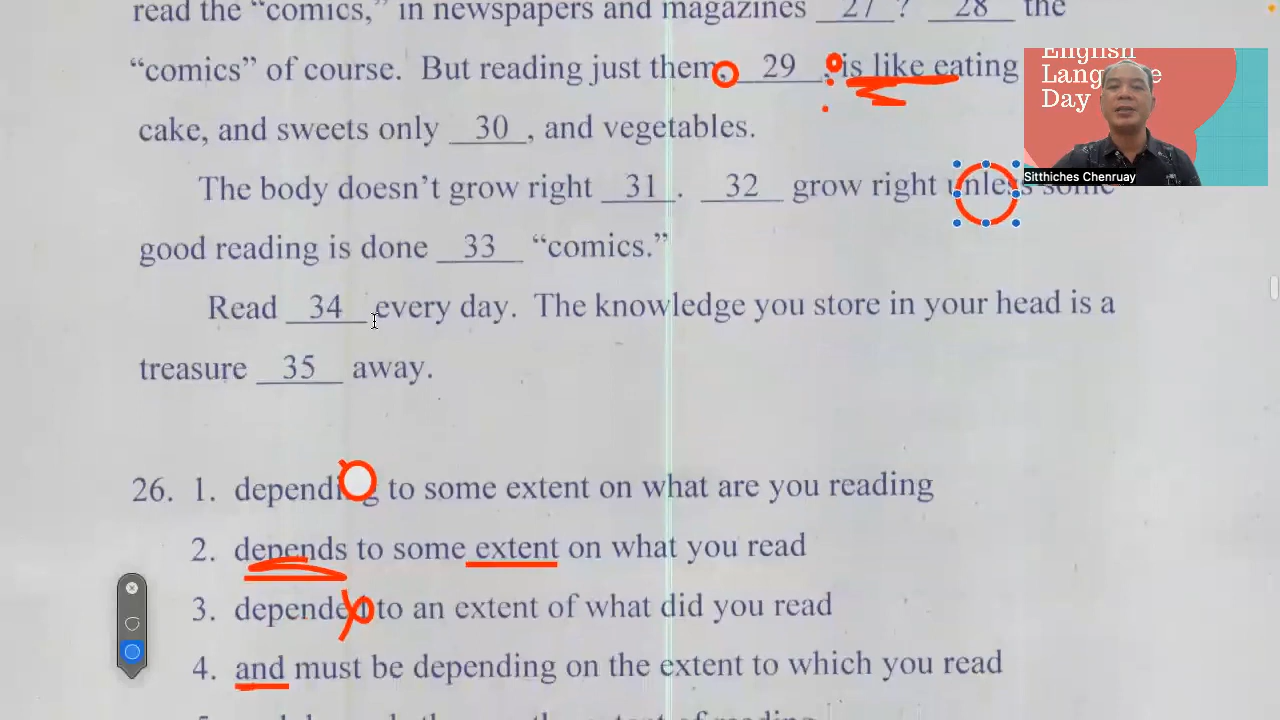 read the “comics,” in newspapers and magazines 27 ? 28 the
“comics” of course. But reading just them, 29 , is like eating
cake, and sweets only 30 , and vegetables.
The body doesn’t grow right 31 . 32 grow right unless some
good reading is done 33 “comics.”
Read 34 every day. The knowledge you store in your head is a
treasure 35 away.
26. 1. depending to some extent on what are you reading
2. depends to some extent on what you read
3. depended to an extent of what did you read
4. and must be depending on the extent to which you read
English
Language
Day
Sitthiches Chenruay